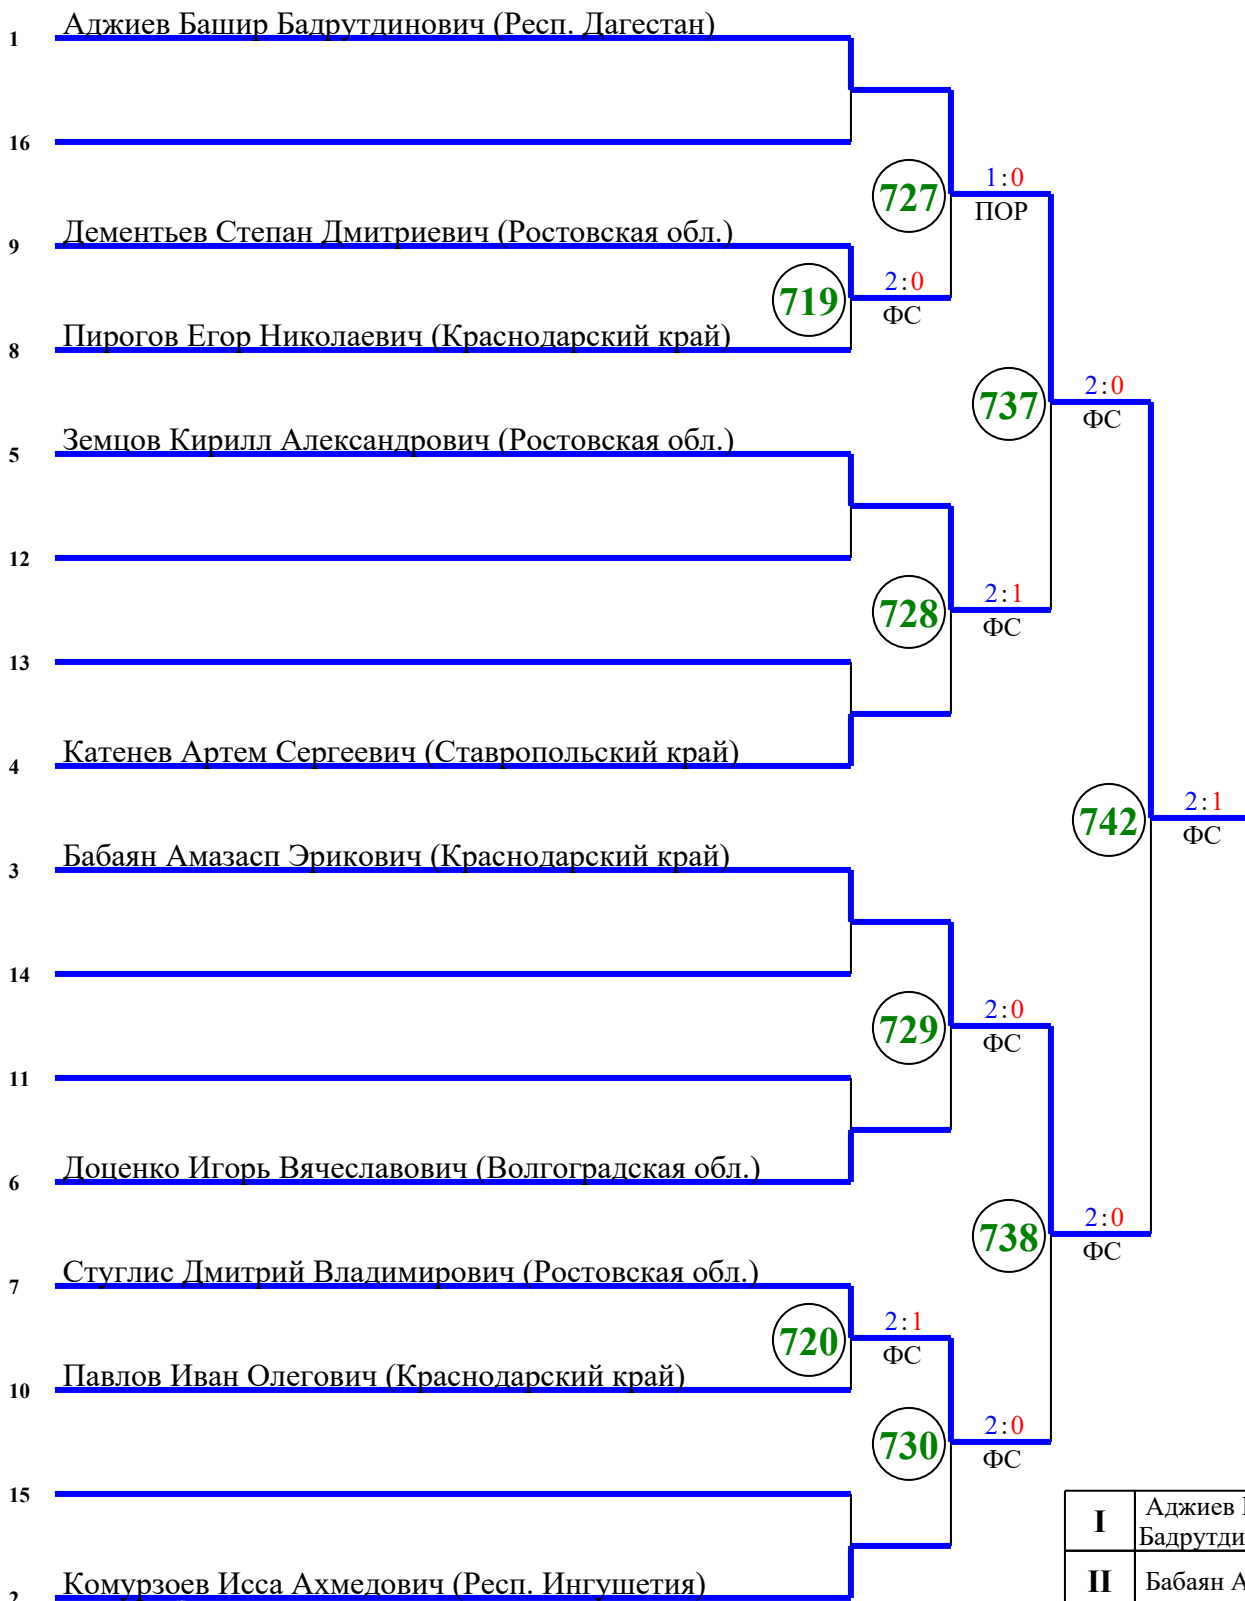 1 Аджиев Башир Бадрутдинович (Респ. Дагестан)
16
727 1:0
ПОР
9 Дементьев Степан Дмитриевич (Ростовская обл.)
719 2:0
ФС
8 Пирогов Егор Николаевич (Краснодарский край)
737 2:0
ФС
5 Земцов Кирилл Александрович (Ростовская обл.)
12
728 2:1
ФС
13
4 Катенев Артем Сергеевич (Ставропольский край)
742 2:1
ФС
3 Бабаян Амазасп Эрикович (Краснодарский край)
14
729 2:0
ФС
11
6 Доценко Игорь Вячеславович (Волгоградская обл.)
738 2:0
ФС
7 Стуглис Дмитрий Владимирович (Ростовская обл.)
720 2:1
ФС
10 Павлов Иван Олегович (Краснодарский край)
730 2:0
ФС
15
I Аджиев
Бадрутди
II Бабаян А
2 Комурзоев Исса Ахмедович (Респ. Ингушетия)